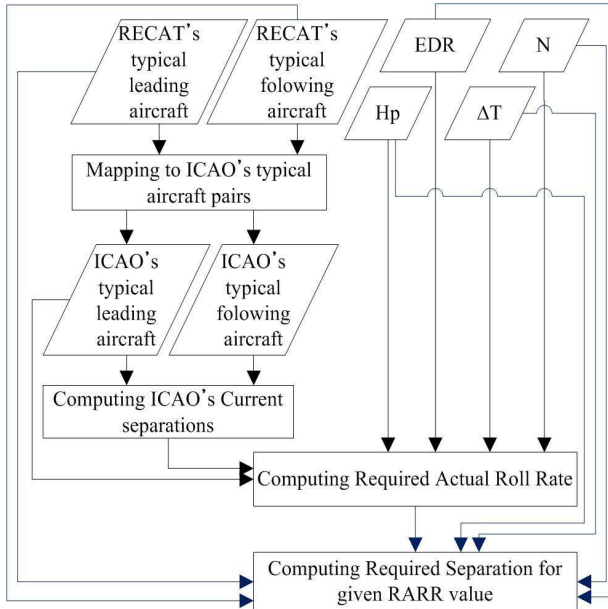 RECAT's
typical
leading
aircraft
RECAT's
typical
folowing
aircraft
EDR
N
Hp
ΔT
Mapping to ICAO's typical
aircraft pairs
ICAO's
typical
leading
aircraft
ICAO's
typical
folowing
aircraft
Computing ICAO's Current
separations
Computing Required Actual Roll Rate
Computing Required Separation for
given RARR value